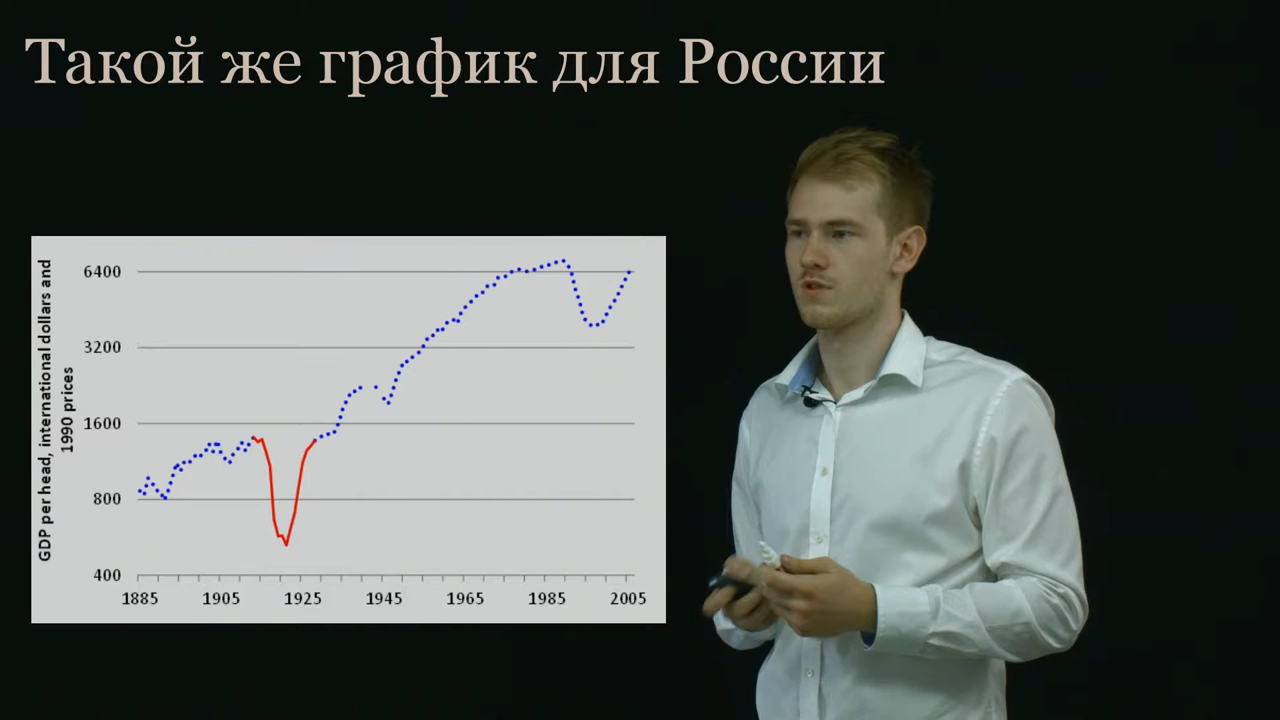 Такой же график для России
GDP per head, international dollars and
1990 prices
6400
3200
1600
800
400
1885 1905 1925 1945 1965 1985 2005